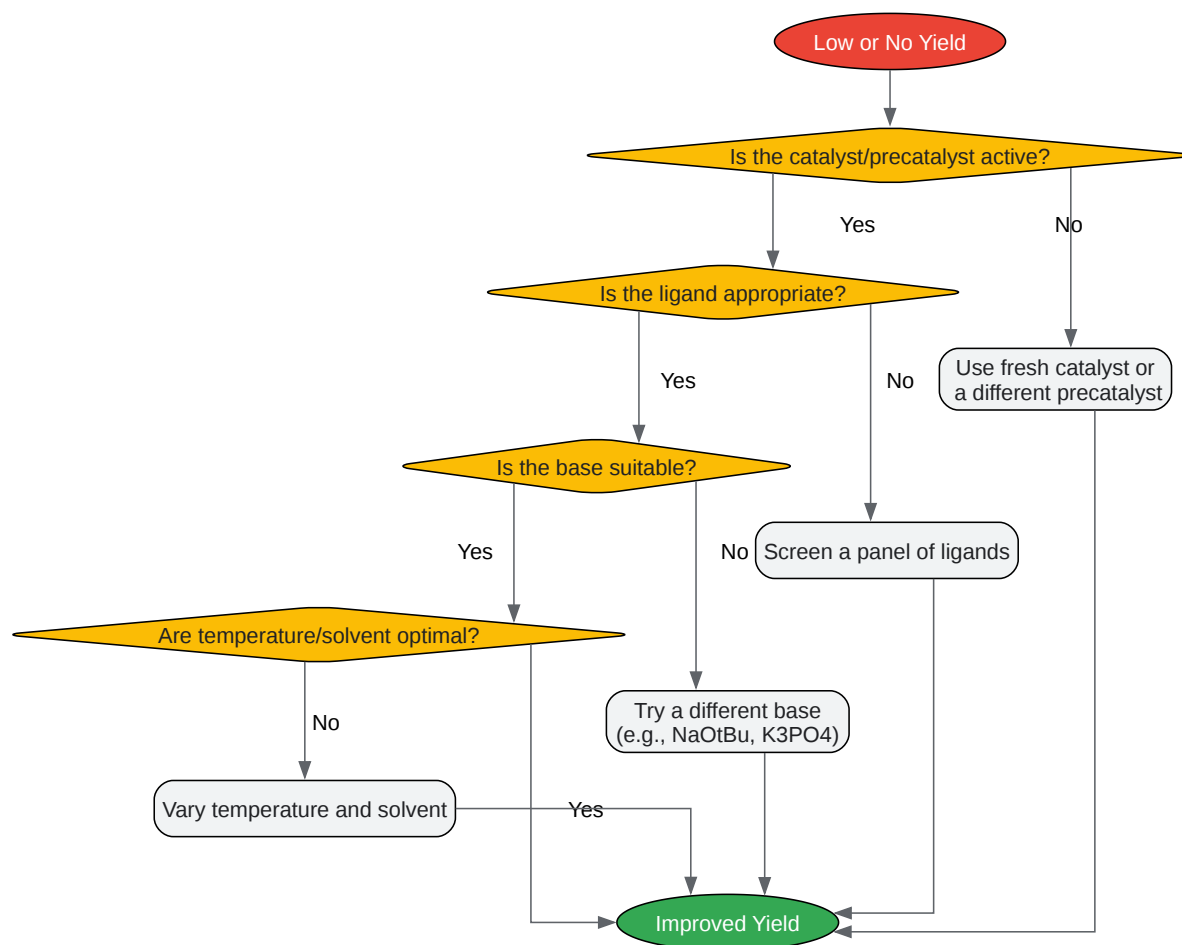 Low or No Yield
Is the catalyst/precatalyst active?
Yes
No
Is the ligand appropriate?
Use fresh catalyst or
a different precatalyst
Yes
No
Is the base suitable?
Yes
No
Screen a panel of ligands
Are temperature/solvent optimal?
No
Try a different base
(e.g., NaOtBu, K3PO4)
Vary temperature and solvent
Yes
Improved Yield